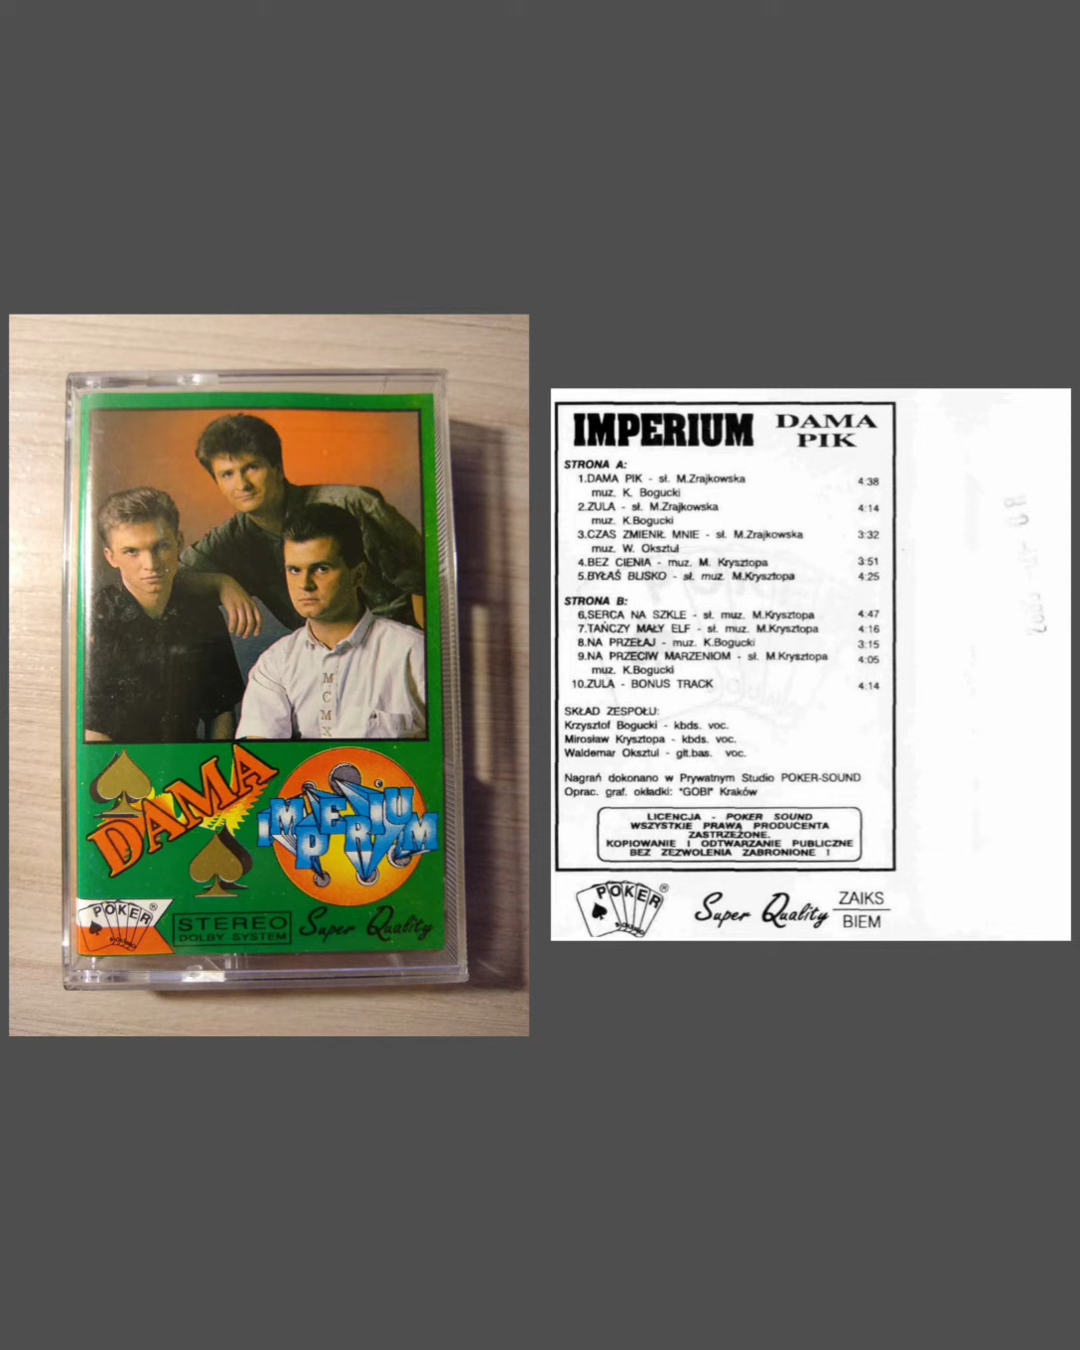 M
C
M
X
DAMA
IMPERIUM
POKER®
STEREO
DOLBY SYSTEM
Super Quality
IMPERIUM
DAMA
PIK
STRONA A:
1.DAMA PIK - sł. M.Zrajkowska 4:38
muz. K. Bogucki
2.ZULA - sł. M.Zrajkowska 4:14
muz. K.Bogucki
3.CZAS ZMIENIŁ MNIE - sł. M.Zrajkowska 3:32
muz. W. Oksztul
4.BEZ CIENIA - muz. M. Krysztopa 3:51
5.BYŁAŚ BLISKO - sł. muz. M.Krysztopa 4:25
STRONA B:
6.SERCA NA SZKLE - sł. muz. M.Krysztopa 4:47
7.TAŃCZY MAŁY ELF - sł. muz. M.Krysztopa 4:16
8.NA PRZEŁAJ - muz. K.Bogucki 3:15
9.NA PRZECIW MARZENIOM - sł. M.Krysztopa 4:05
muz. K.Bogucki
10.ZULA - BONUS TRACK 4:14
SKŁAD ZESPOŁU:
Krzysztof Bogucki - kbds. voc.
Mirosław Krysztopa - kbds. voc.
Waldemar Oksztul - git.bas. voc.
Nagrań dokonano w Prywatnym Studio POKER-SOUND
Oprac. graf. okładki: "GOBI" Kraków
LICENCJA - POKER SOUND
WSZYSTKIE PRAWA PRODUCENTA
ZASTRZEŻONE.
KOPIOWANIE I ODTWARZANIE PUBLICZNE
BEZ ZEZWOLENIA ZABRONIONE !
POKER®
Super Quality
ZAIKS
BIEM